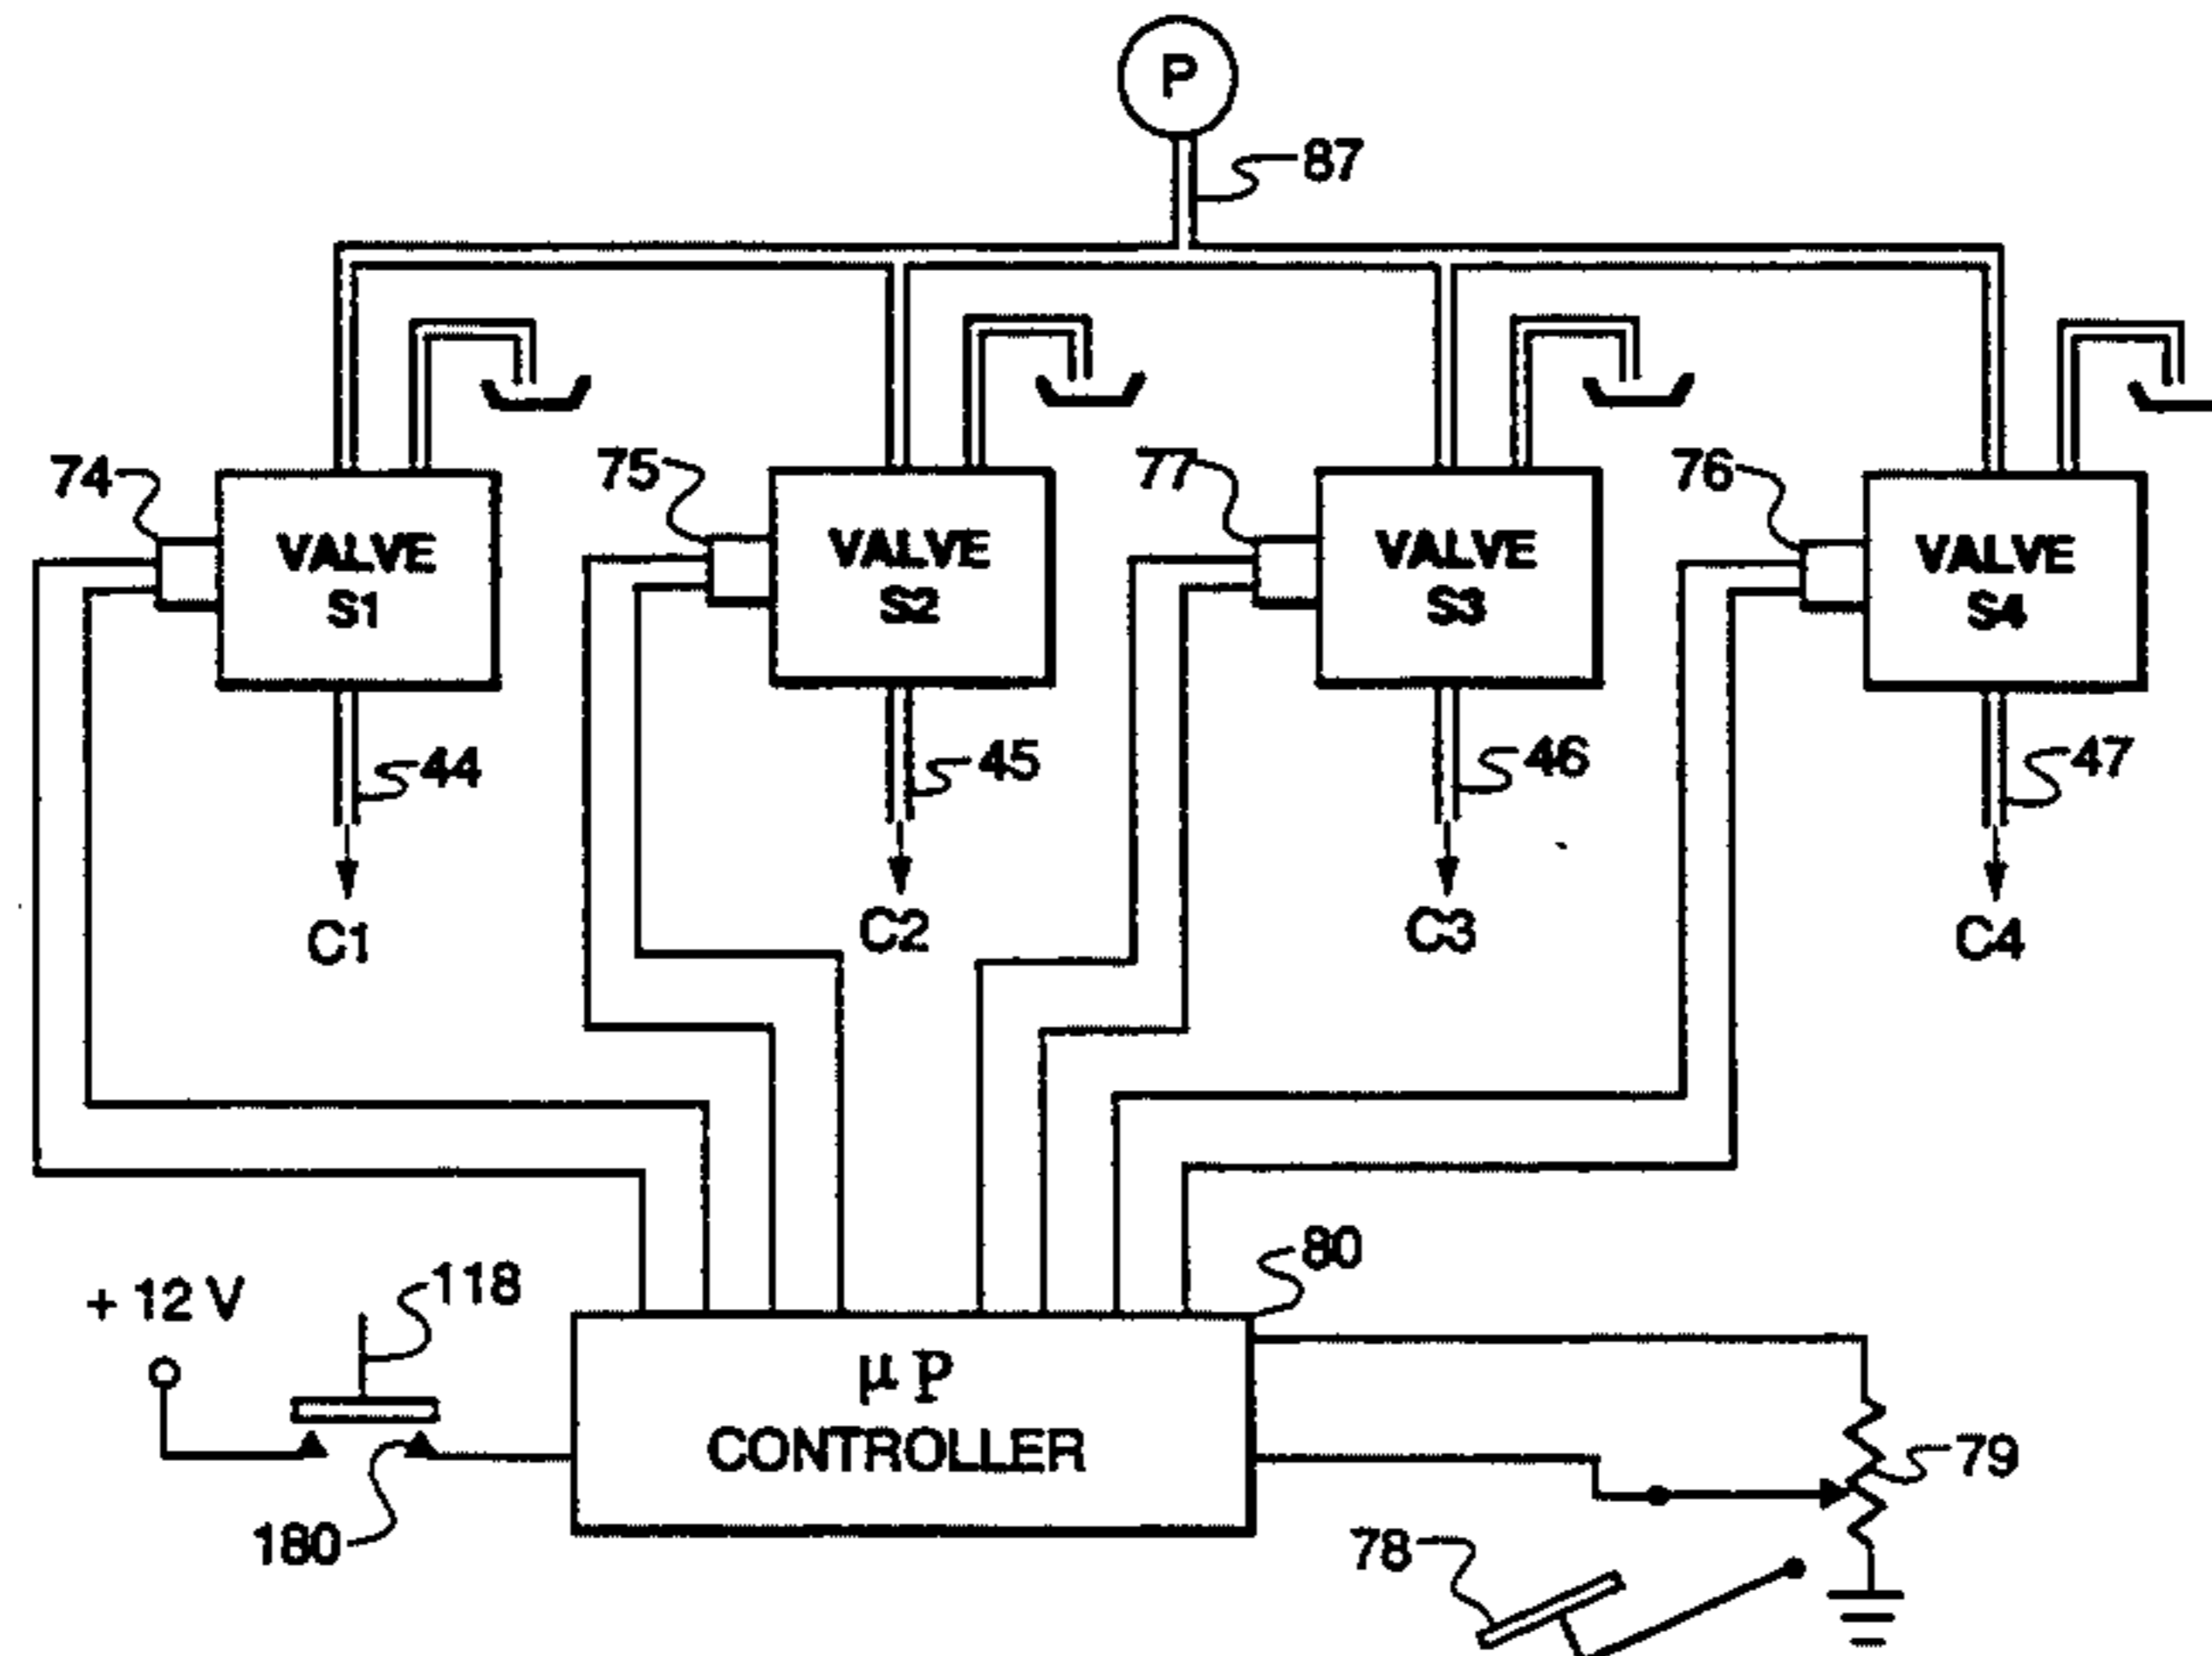 P
87
74
75
77
76
VALVE
S1
VALVE
S2
VALVE
S3
VALVE
S4
44
45
46
47
C1
C2
C3
C4
+ 12 V
118
80
μ P
CONTROLLER
180
79
78